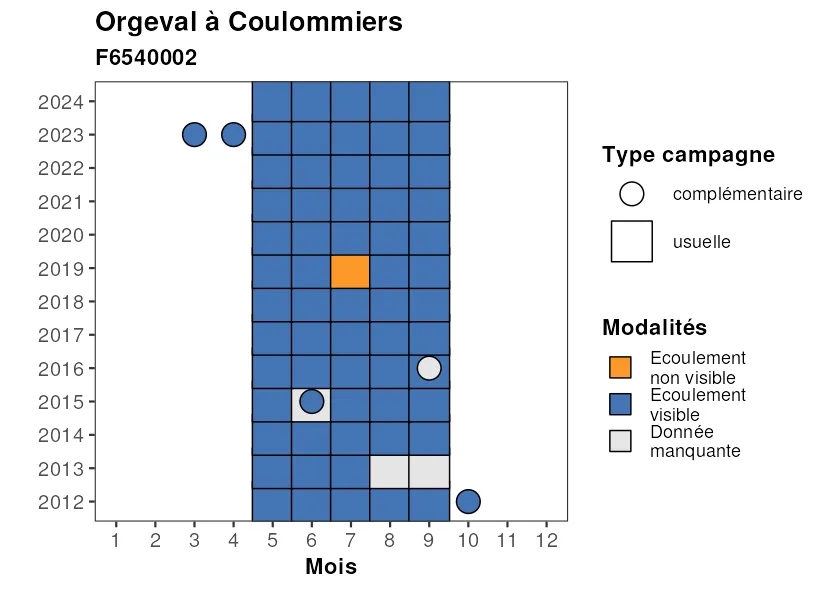 Orgeval à Coulommiers
F6540002
2024
2023
2022
2021
2020
2019
2018
2017
2016
2015
2014
2013
2012
1 2 3 4 5 6 7 8 9 10 11 12
Mois
Type campagne
complémentaire
usuelle
Modalités
Ecoulement
non visible
Ecoulement
visible
Donnée
manquante